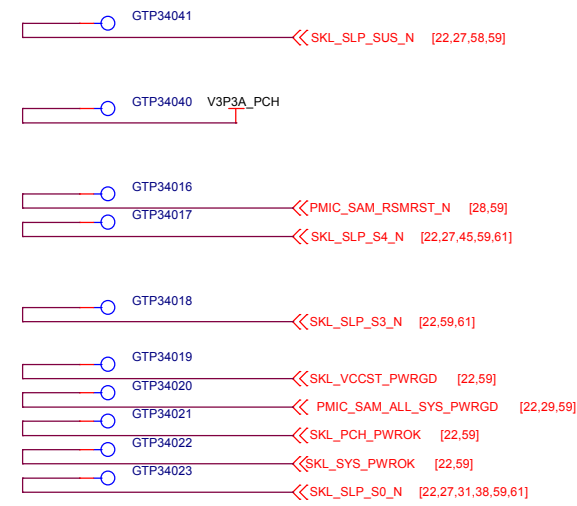 GTP34041
SKL_SLP_SUS_N [22,27,58,59]
GTP34040 V3P3A_PCH
GTP34016
PMIC_SAM_RSMRST_N [28,59]
GTP34017
SKL_SLP_S4_N [22,27,45,59,61]
GTP34018
SKL_SLP_S3_N [22,59,61]
GTP34019
SKL_VCCST_PWRGD [22,59]
GTP34020
PMIC_SAM_ALL_SYS_PWRGD [22,29,59]
GTP34021
SKL_PCH_PWROK [22,59]
GTP34022
SKL_SYS_PWROK [22,59]
GTP34023
SKL_SLP_S0_N [22,27,31,38,59,61]